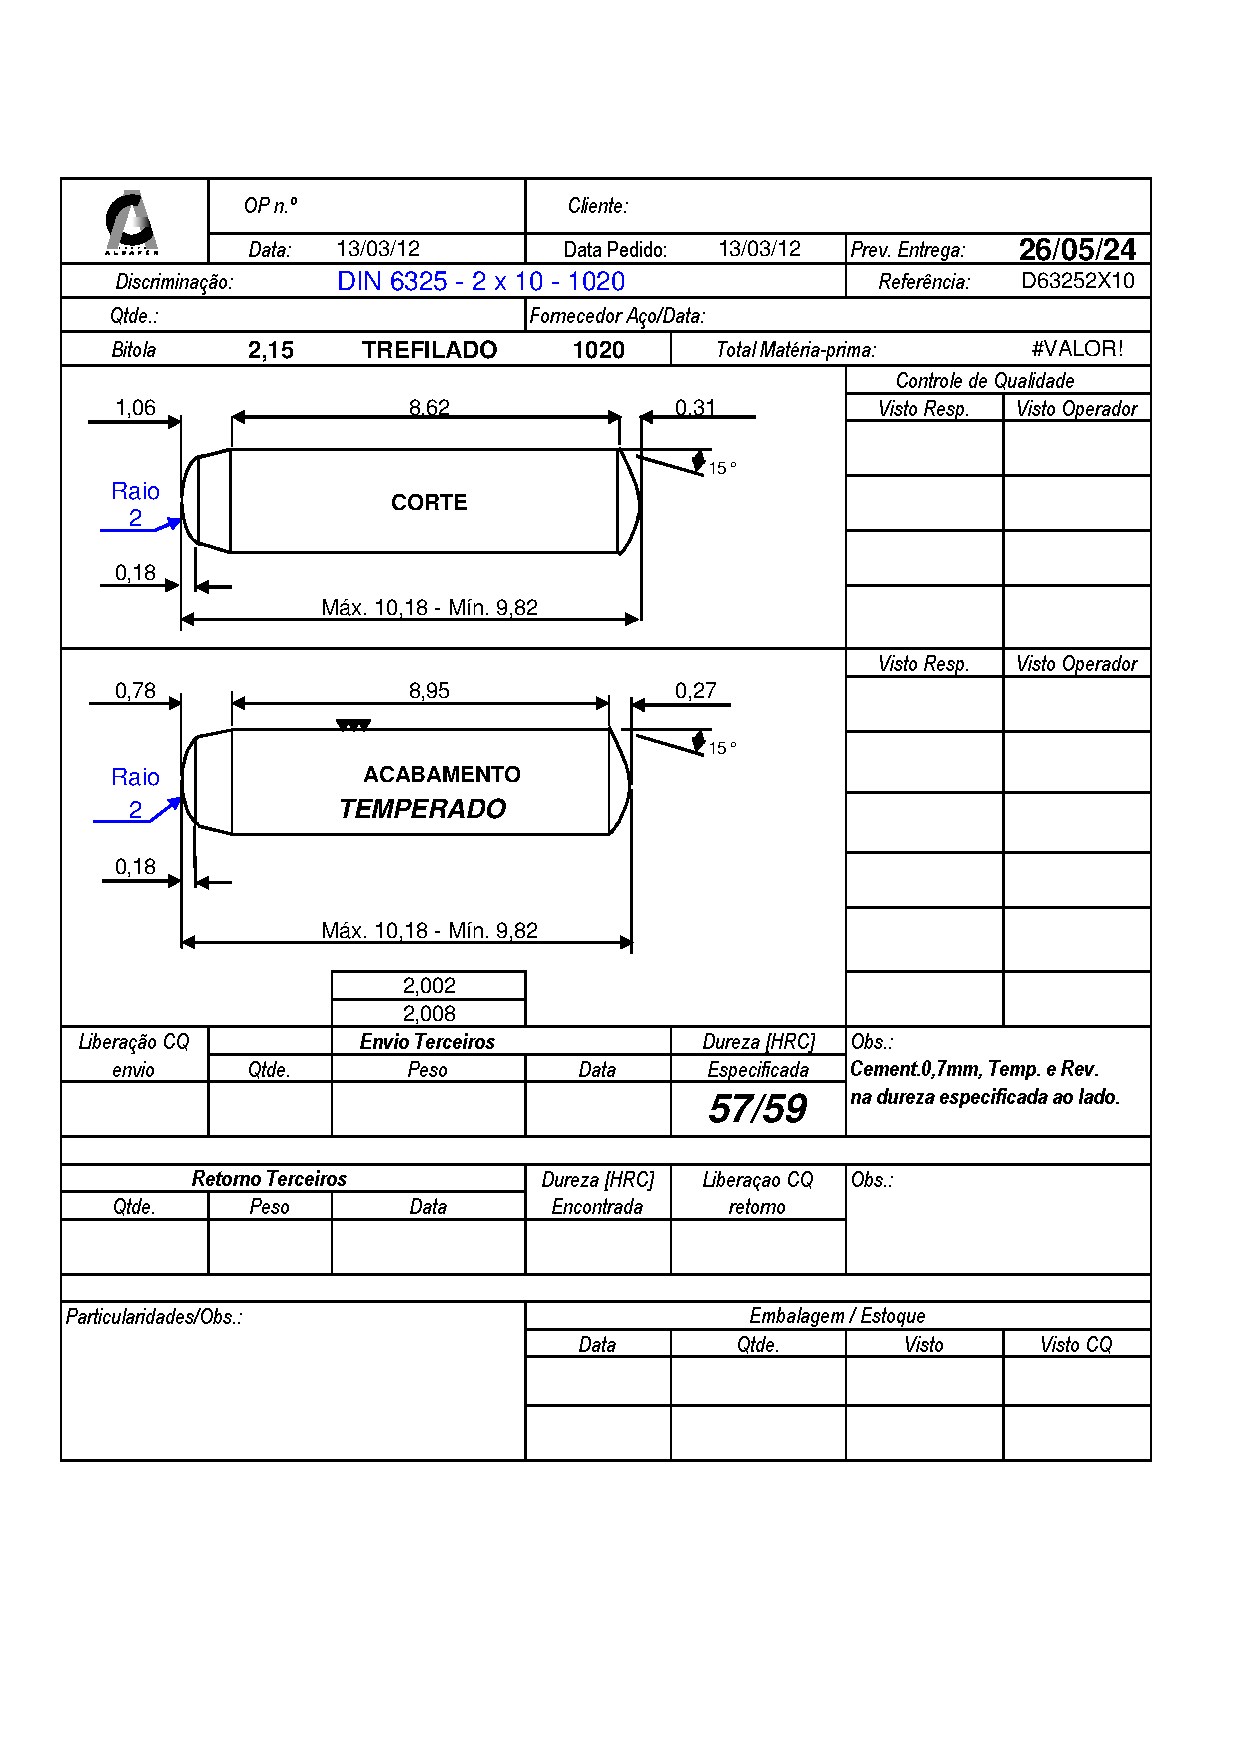 ALBAFER
OP n.º Cliente:
Data: 13/03/12 Data Pedido: 13/03/12 Prev. Entrega: 26/05/24
Discriminação: DIN 6325 - 2 x 10 - 1020 Referência: D63252X10
Qtde.: Fornecedor Aço/Data:
Bitola 2,15 TREFILADO 1020 Total Matéria-prima: #VALOR!
Controle de Qualidade
Visto Resp. Visto Operador
1,06 8,62 0,31
15 º
Raio
2
CORTE
0,18
Máx. 10,18 - Mín. 9,82
Visto Resp. Visto Operador
0,78 8,95 0,27
15 º
Raio
2
ACABAMENTO
TEMPERADO
0,18
Máx. 10,18 - Mín. 9,82
2,002
2,008
Liberação CQ Envio Terceiros Dureza [HRC] Obs.:
envio Qtde. Peso Data Especificada Cement.0,7mm, Temp. e Rev.
57/59 na dureza especificada ao lado.
Retorno Terceiros Dureza [HRC] Liberaçao CQ Obs.:
Qtde. Peso Data Encontrada retorno
Particularidades/Obs.: Embalagem / Estoque
Data Qtde. Visto Visto CQ